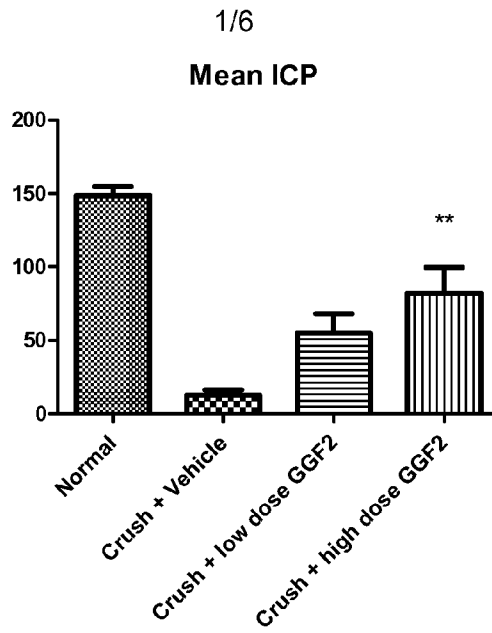 1/6
Mean ICP
200
150
100
50
0
**
Normal
Crush + Vehicle
Crush + low dose GGF2
Crush + high dose GGF2